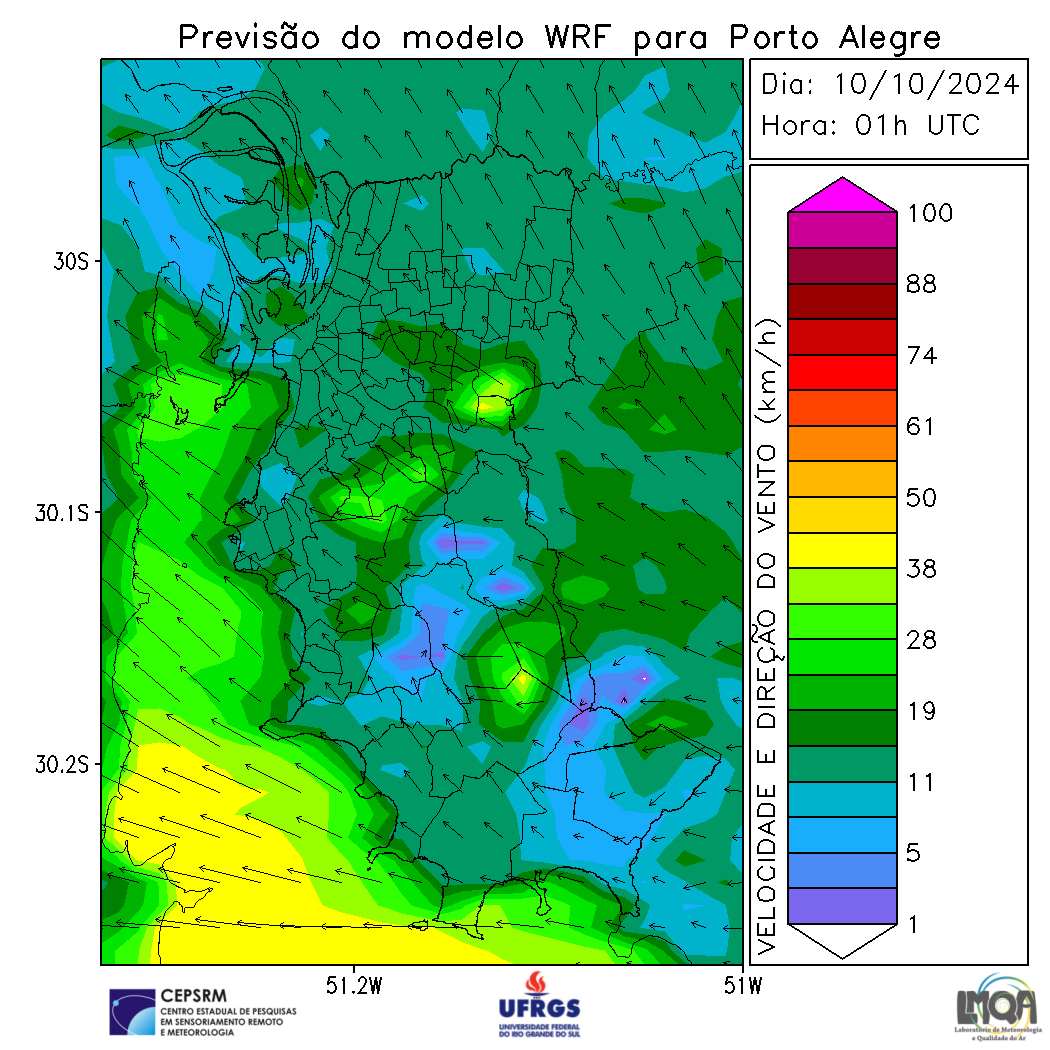 Previsão do modelo WRF para Porto Alegre
Dia: 10/10/2024
Hora: 01h UTC
30S
30.1S
30.2S
51.2W
51W
VELOCIDADE E DIREÇÃO DO VENTO (km/h)
100
88
74
61
50
38
28
19
11
5
1
CEPSRM
CENTRO ESTADUAL DE PESQUISAS
EM SENSORIAMENTO REMOTO
E METEOROLOGIA
UFRGS
UNIVERSIDADE FEDERAL
DO RIO GRANDE DO SUL
LMQA
Laboratório de Meteorologia
e Qualidade do Ar